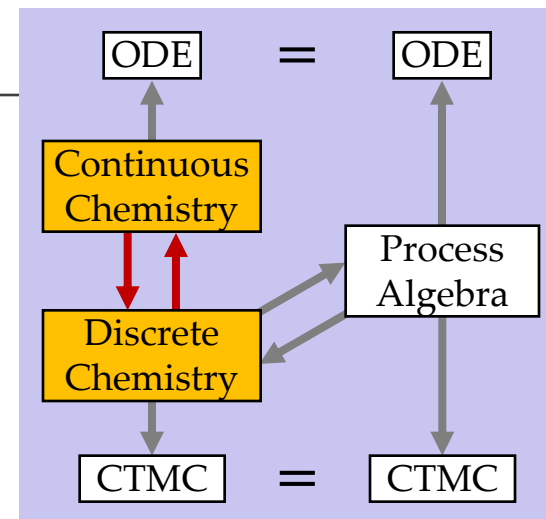 ODE = ODE
Continuous
Chemistry
Process
Algebra
Discrete
Chemistry
CTMC = CTMC